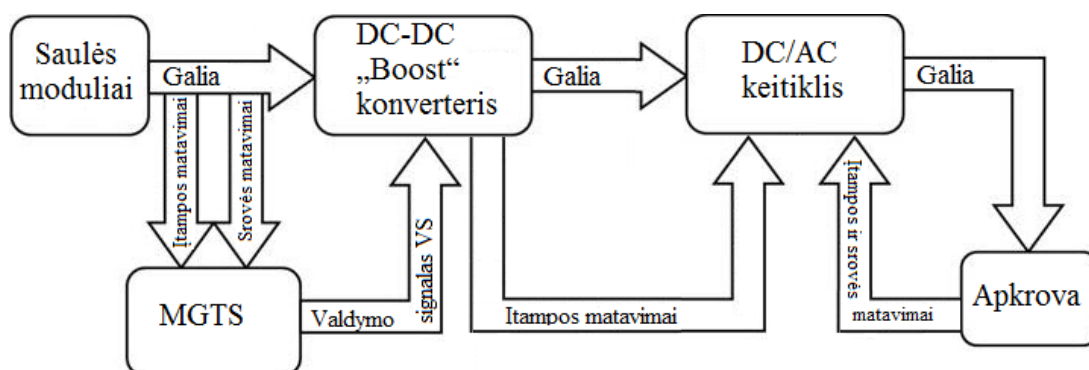 Saulės
moduliai
Galia
DC-DC
„Boost“
konverteris
Galia
DC/AC
keitiklis
Galia
Įtampos matavimai
Srovės matavimai
MGTS
Valdymo
signalas VS
Itampos matavimai
Įtampos ir srovės
matavimai
Apkrova